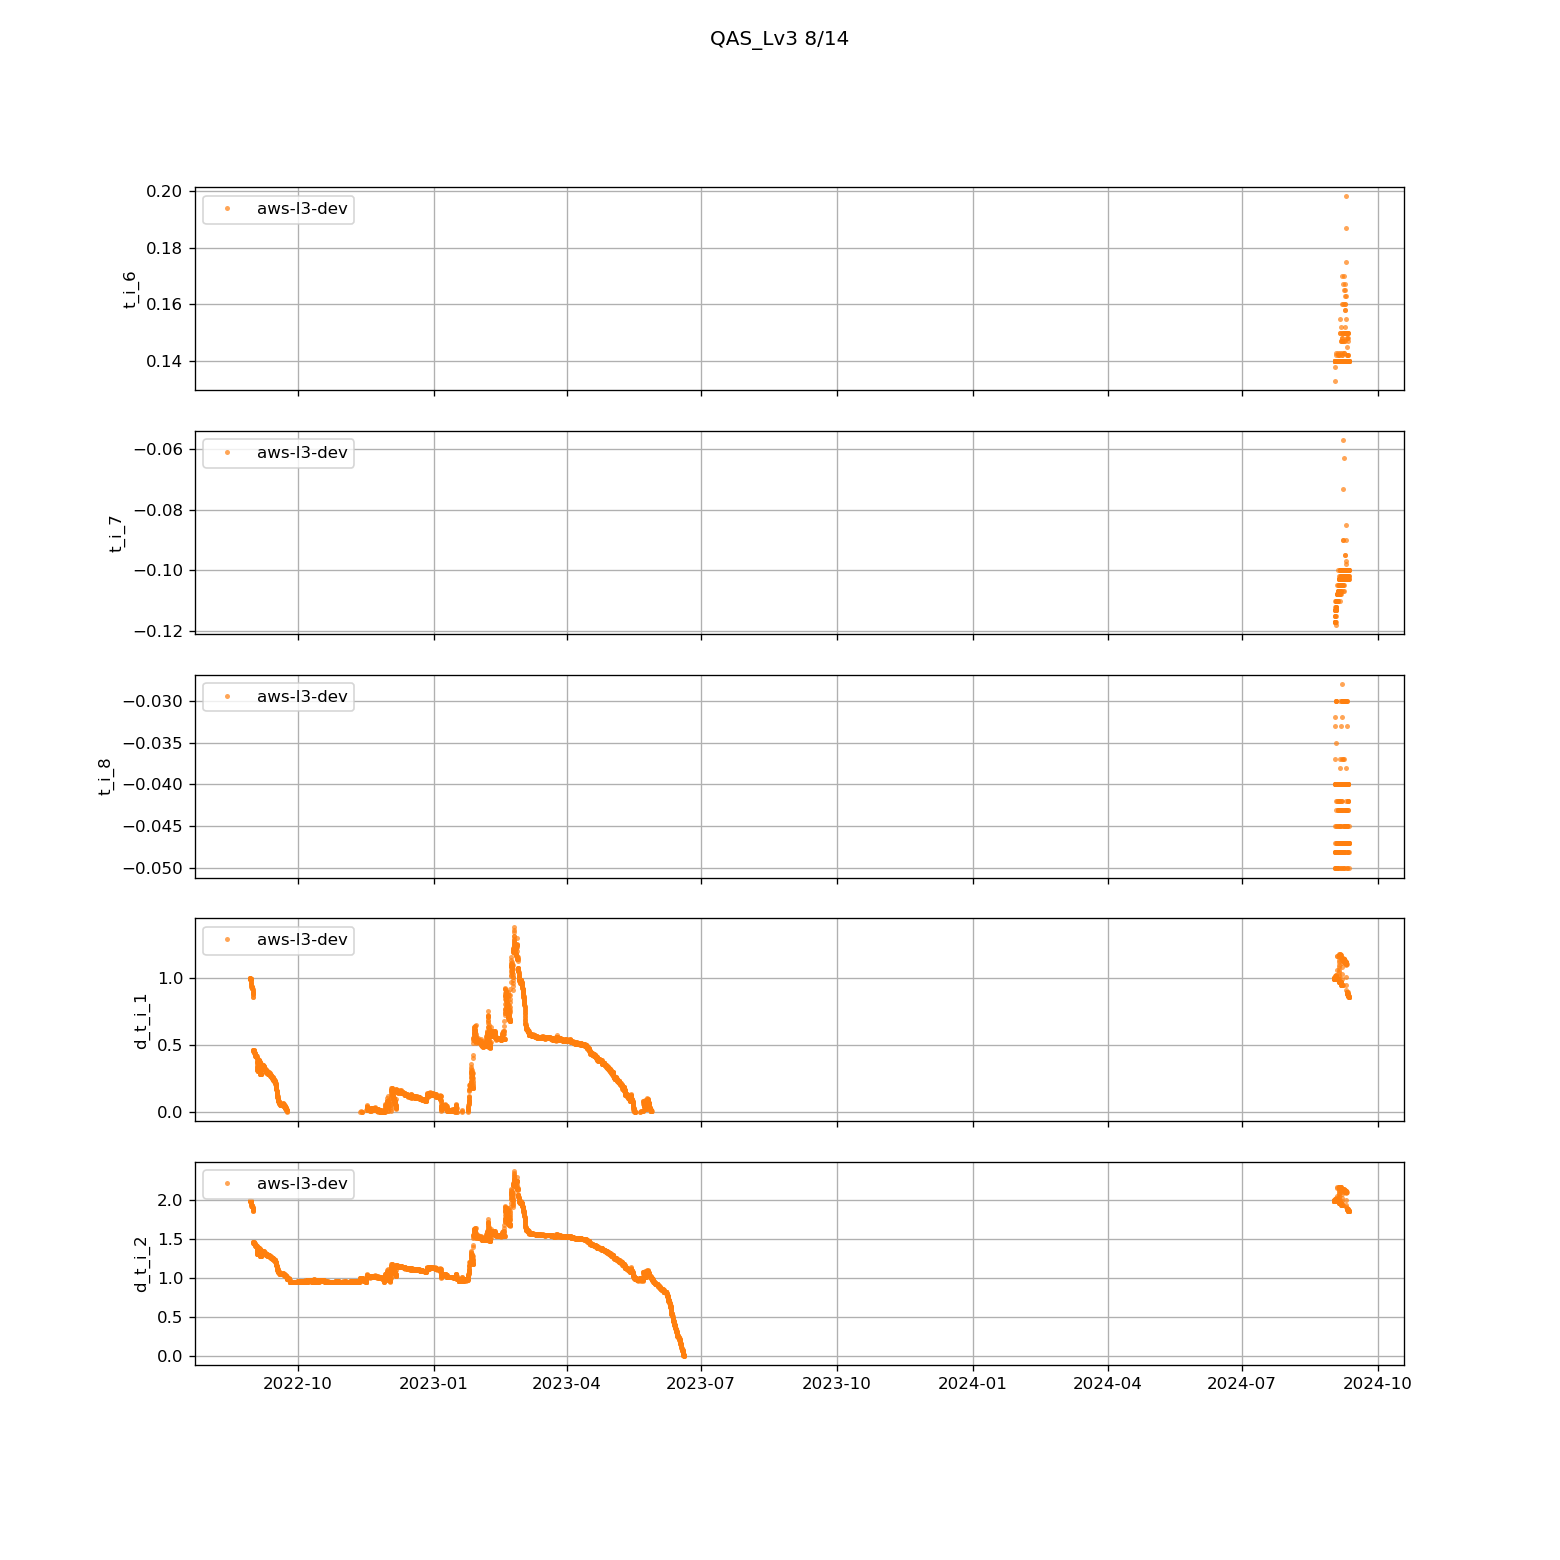 QAS_Lv3 8/14
0.20
0.18
0.16
0.14
t_i_6
aws-l3-dev
−0.06
−0.08
−0.10
−0.12
t_i_7
aws-l3-dev
−0.030
−0.035
−0.040
−0.045
−0.050
t_i_8
aws-l3-dev
1.0
0.5
0.0
d_t_i_1
aws-l3-dev
2.0
1.5
1.0
0.5
0.0
d_t_i_2
aws-l3-dev
2022-10 2023-01 2023-04 2023-07 2023-10 2024-01 2024-04 2024-07 2024-10